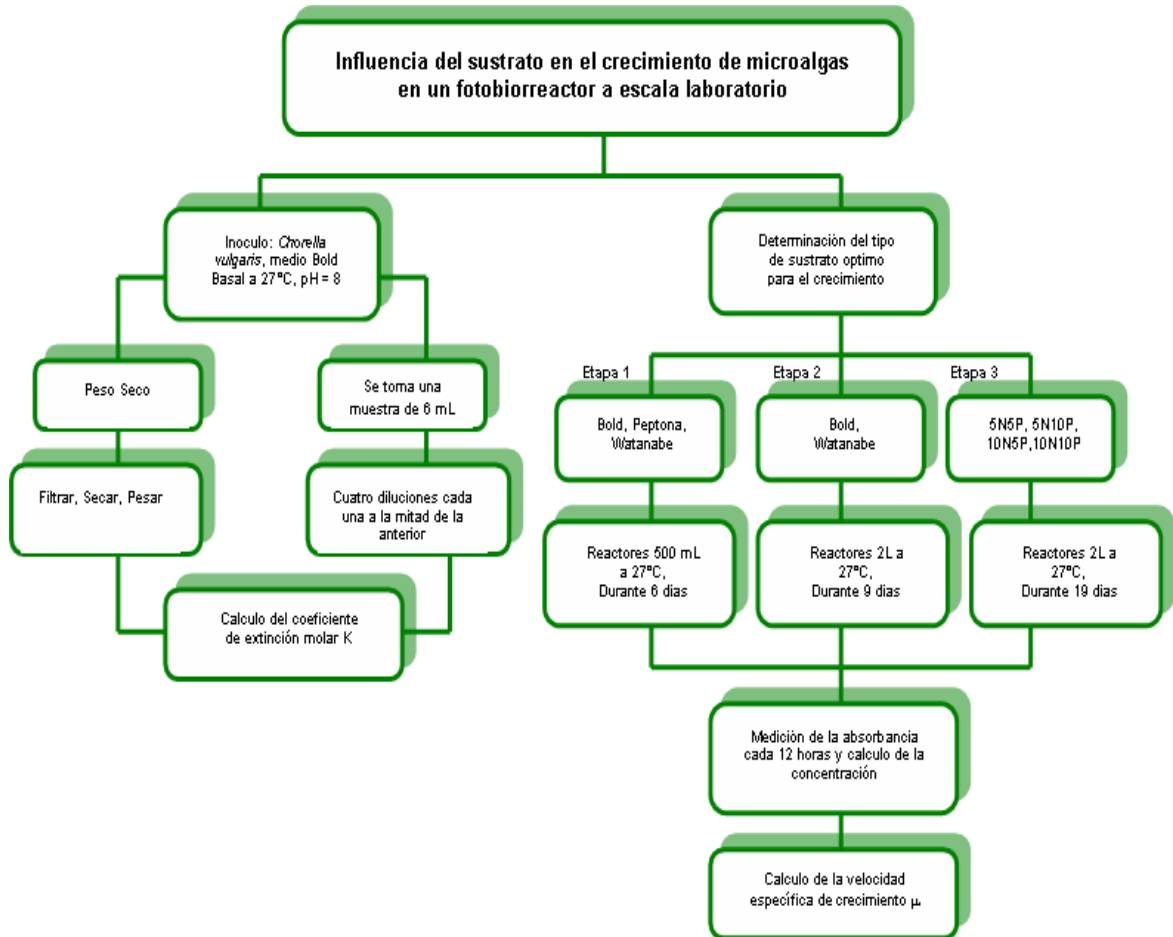 Influencia del sustrato en el crecimiento de microalgas
en un fotobiorreactor a escala laboratorio
Inoculo: Chorella
vulgaris, medio Bold
Basal a 27ºC, pH = 8
Determinación del tipo
de sustrato optimo
para el crecimiento
Peso Seco
Se toma una
muestra de 6 mL
Filtrar, Secar, Pesar
Cuatro diluciones cada
una a la mitad de la
anterior
Calculo del coeficiente
de extinción molar K
Etapa 1
Bold, Peptona,
Watanabe
Etapa 2
Bold,
Watanabe
Etapa 3
5N5P, 5N10P,
10N5P,10N10P
Reactores 500 mL
a 27ºC,
Durante 6 dias
Reactores 2L a
27ºC,
Durante 9 dias
Reactores 2L a
27ºC,
Durante 19 dias
Medición de la absorbancia
cada 12 horas y calculo de la
concentración
Calculo de la velocidad
específica de crecimiento µ